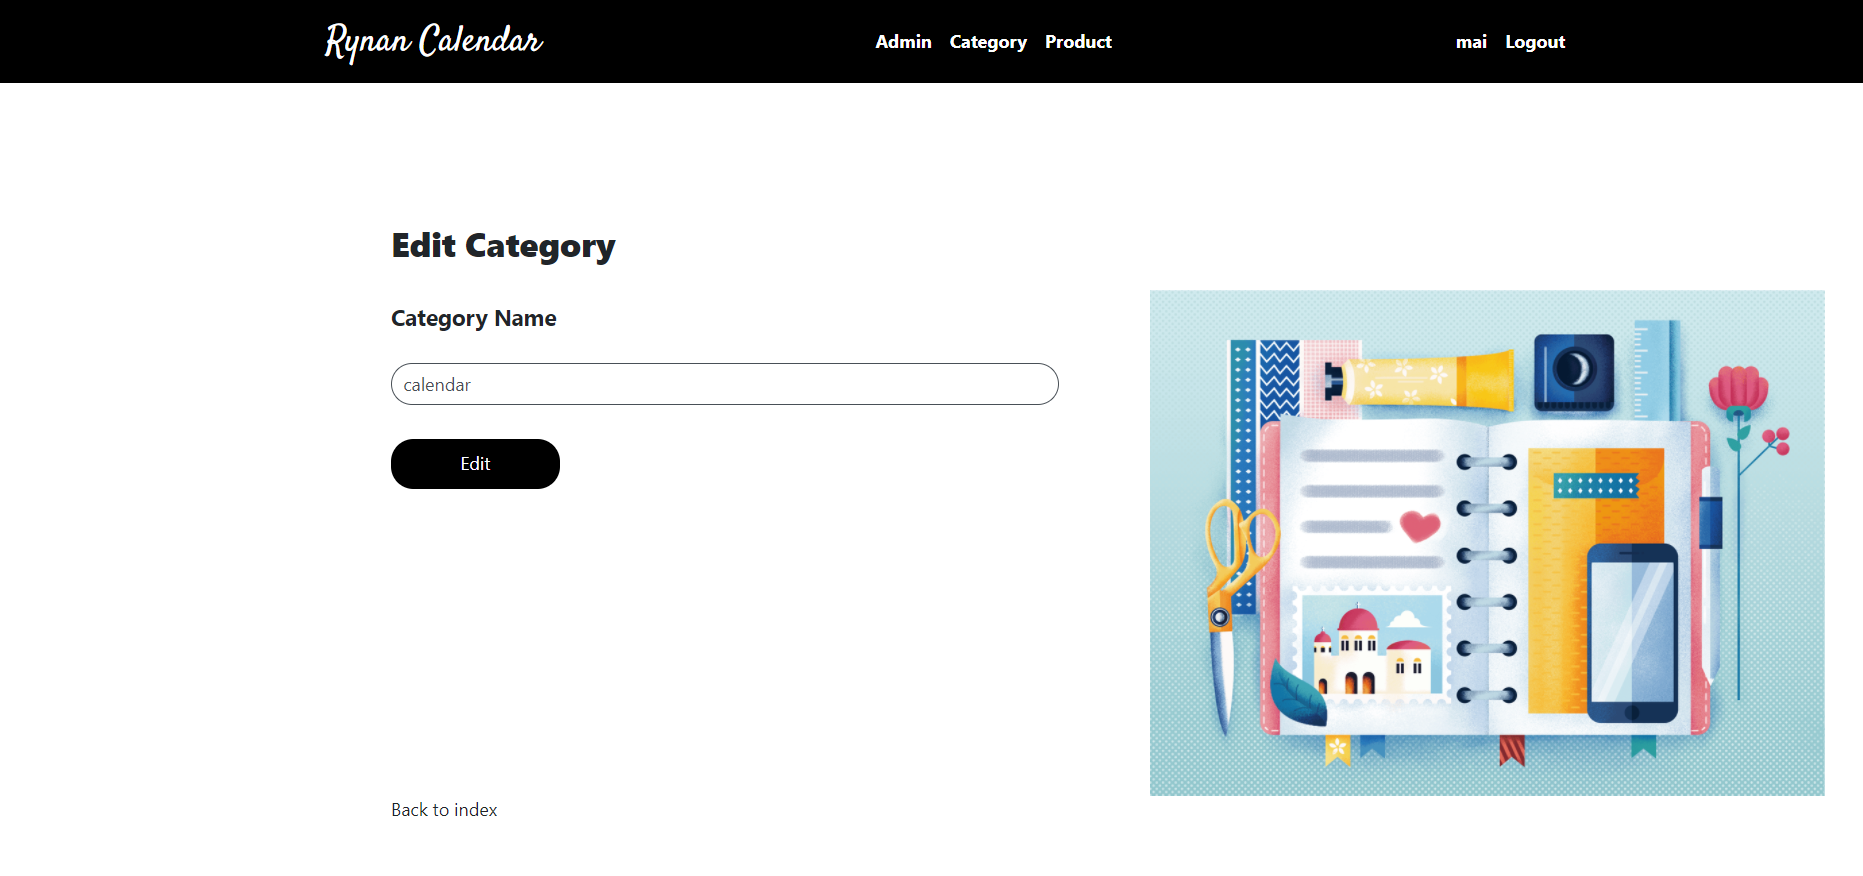 Rynan Calendar
Admin Category Product
mai Logout
Edit Category
Category Name
calendar
Edit
Back to index